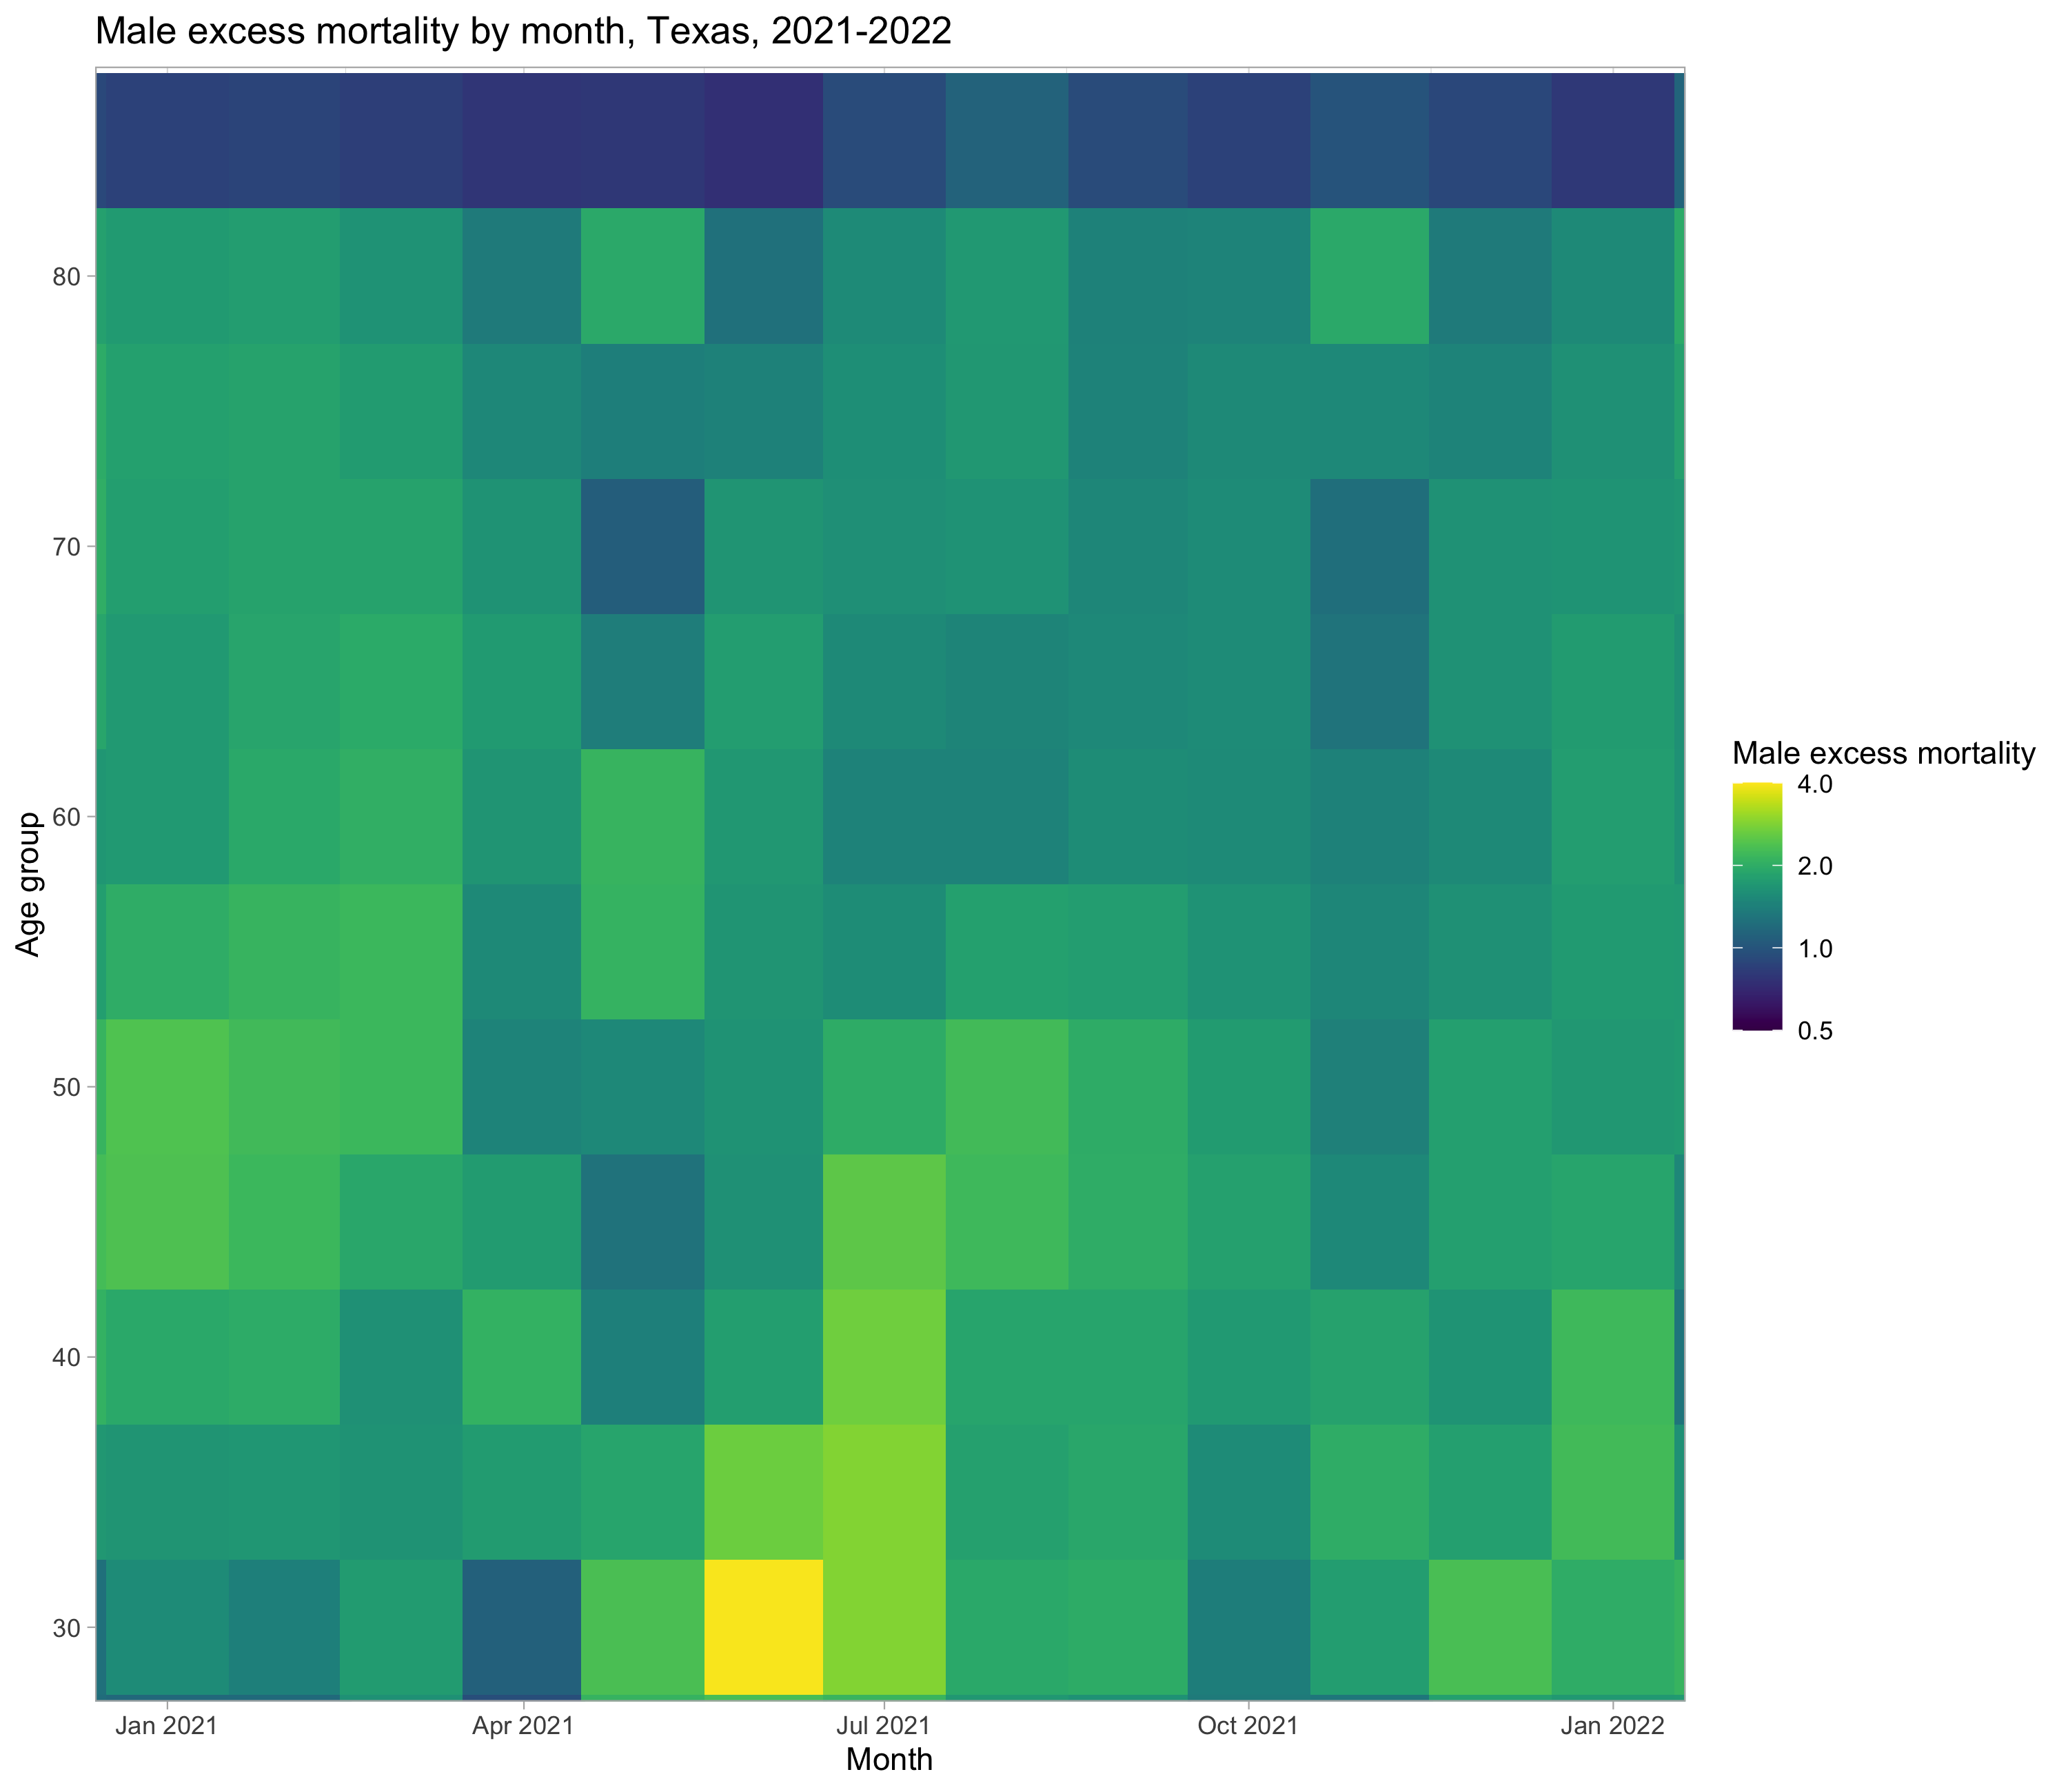 Male excess mortality by month, Texas, 2021-2022
Age group
80
70
60
50
40
30
Jan 2021 Apr 2021 Jul 2021 Oct 2021 Jan 2022
Month
Male excess mortality
4.0
2.0
1.0
0.5